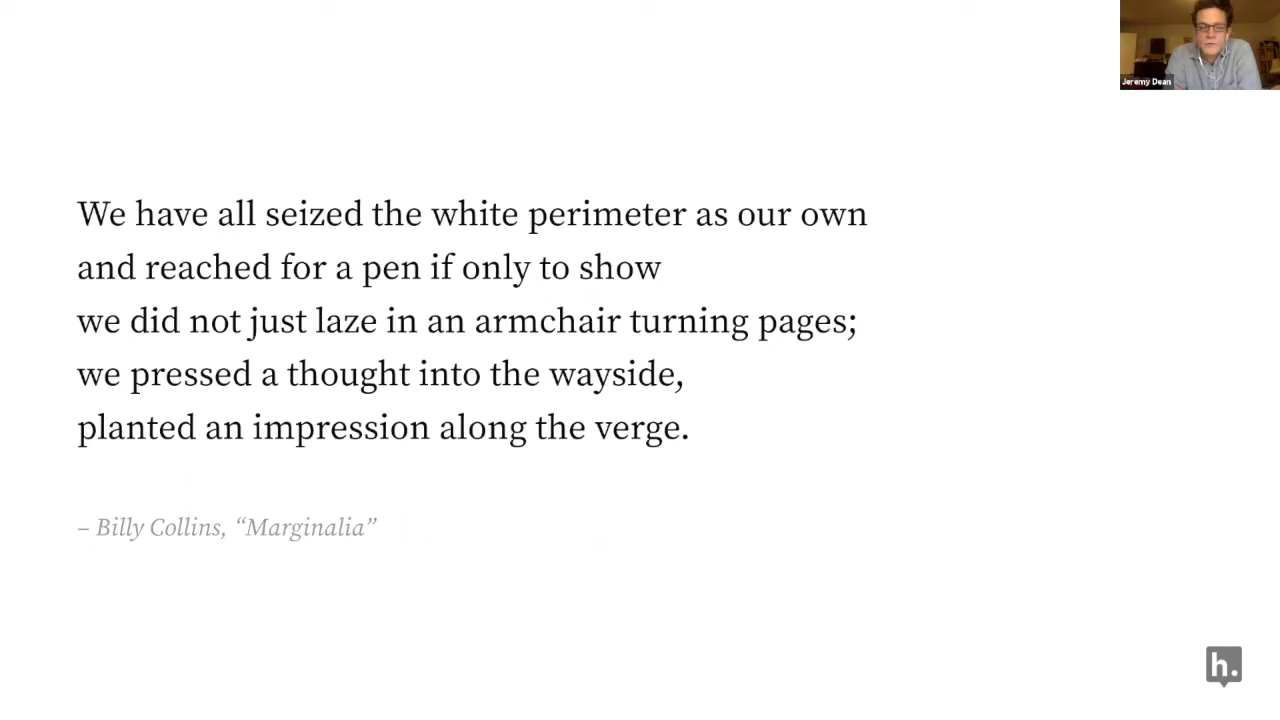 Jeremy Dean
We have all seized the white perimeter as our own
and reached for a pen if only to show
we did not just laze in an armchair turning pages;
we pressed a thought into the wayside,
planted an impression along the verge.
– Billy Collins, “Marginalia”
h.